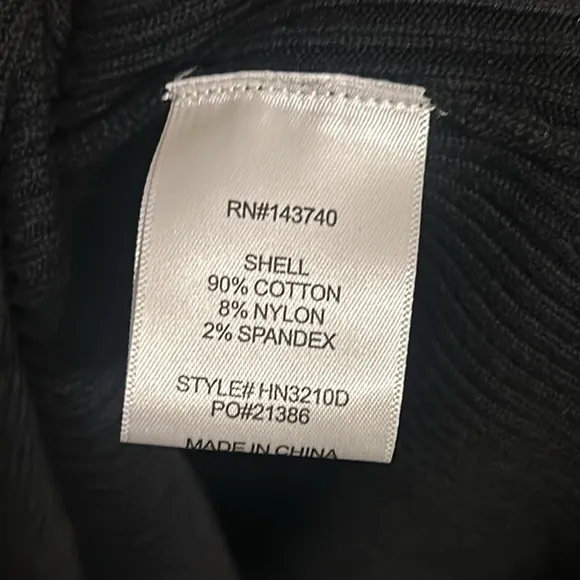 RN#143740
SHELL
90% COTTON
8% NYLON
2% SPANDEX
STYLE# HN3210D
PO#21386
MADE IN CHINA